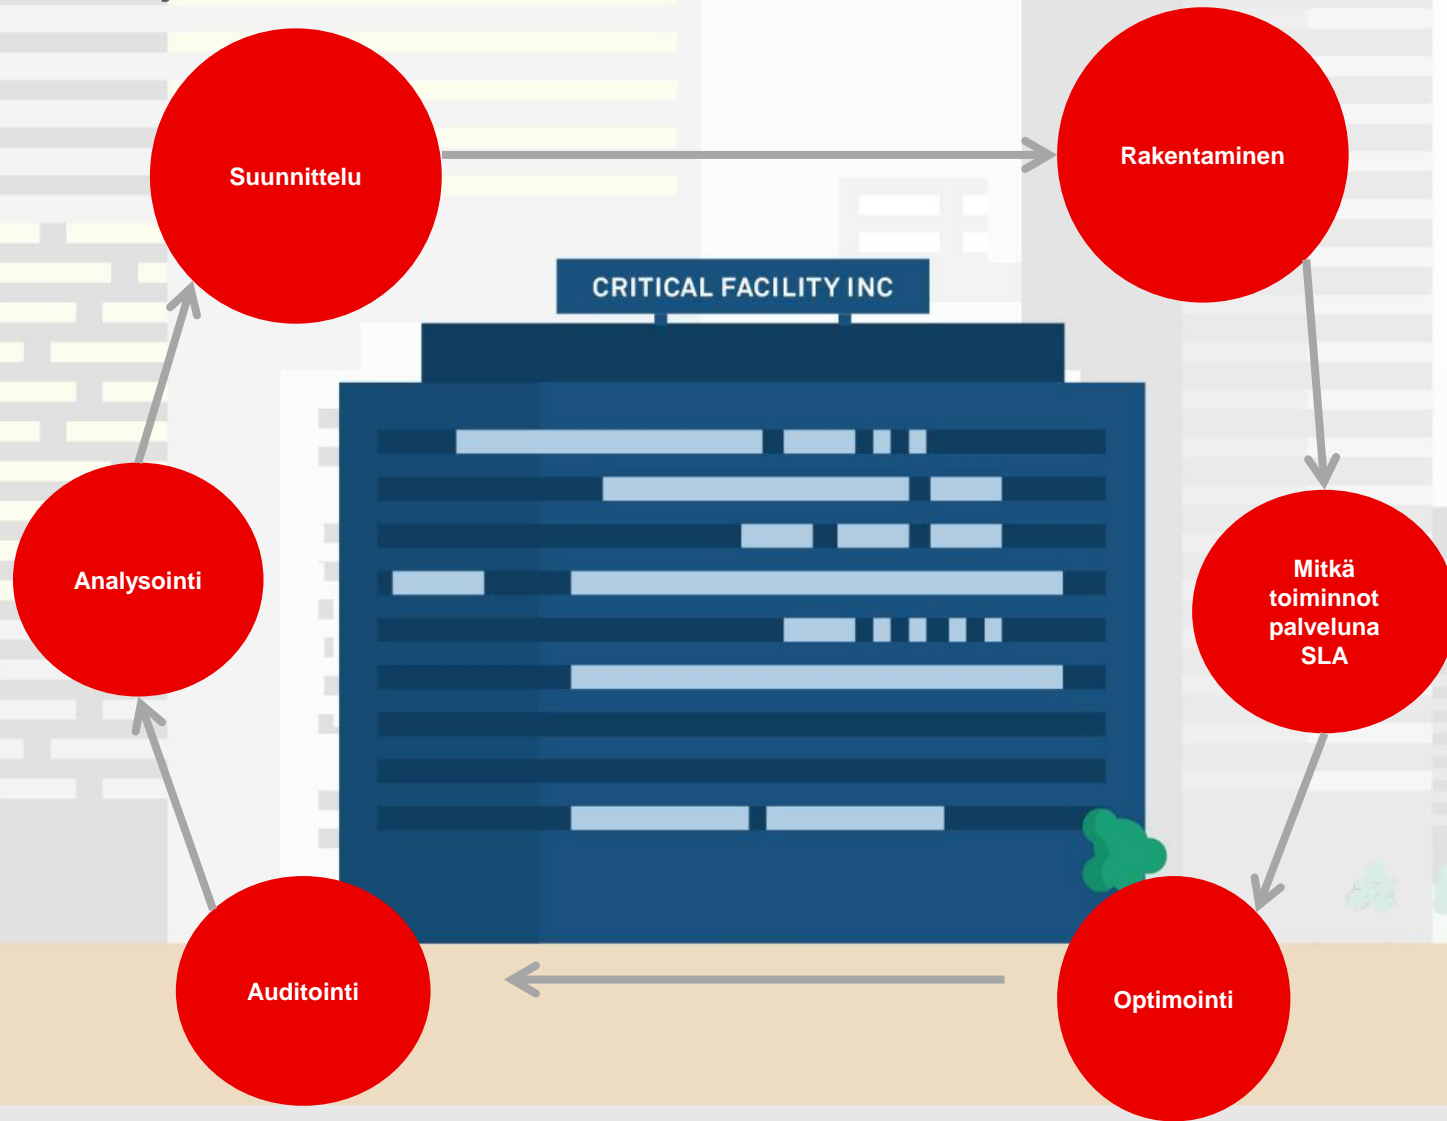 Suunnittelu
Rakentaminen
CRITICAL FACILITY INC
Analysointi
Mitkä
toiminnot
palveluna
SLA
Auditointi
Optimointi